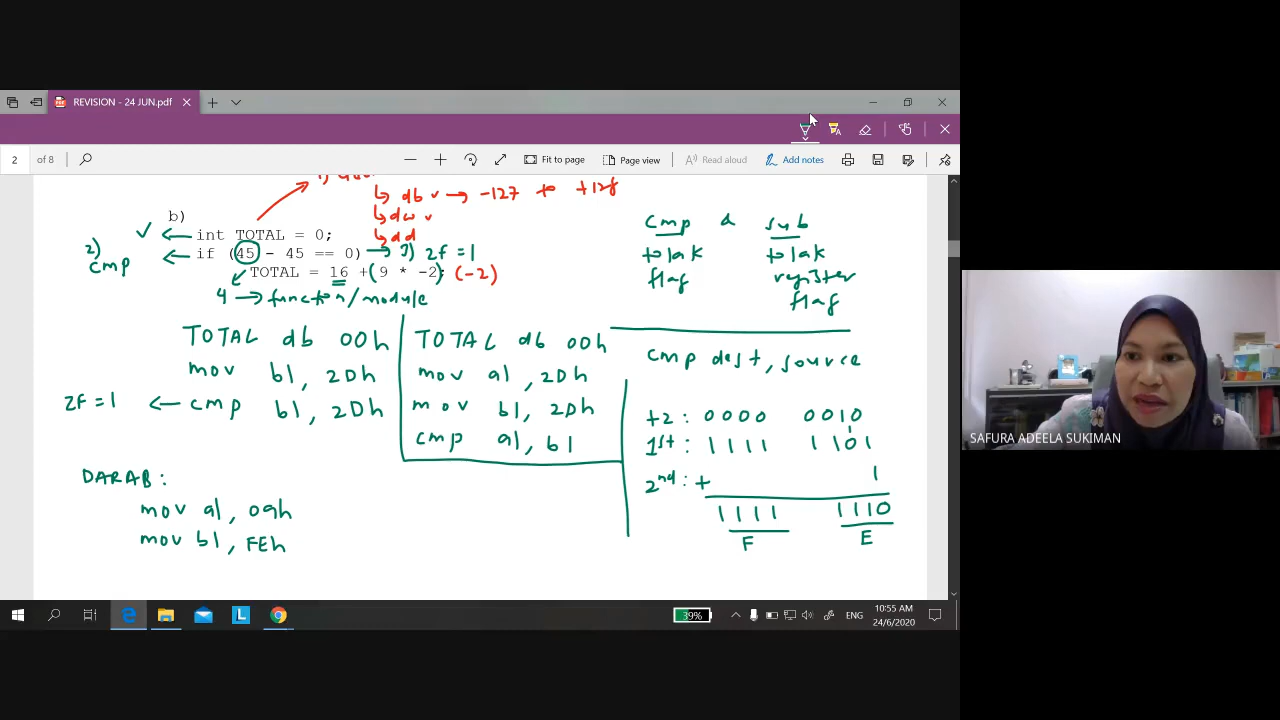 REVISION - 24 JUN.pdf
2 of 8
Fit to page
Page view
Read aloud
Add notes
db v → -127 to +128
dw v
dd
b)
int TOTAL = 0;
2) cmp
if (45 - 45 == 0) → 3) ZF = 1
TOTAL = 16 + (9 * -2); (-2)
4 → function/module
TOTAL db 00h
mov bl, 2Dh
ZF = 1 ← cmp bl, 2Dh
TOTAL db 00h
mov al, 2Dh
mov bl, 2Dh
cmp al, bl
cmp & sub
tolak tolak
flag register
flag
cmp dest, source
+2 : 0000 0010
1st : 1111 1101
2nd : + 1
1111 1110
F E
DARAB :
mov al, 09h
mov bl, FEh
SAFURA ADEELA SUKIMAN
39%
ENG
10:55 AM
24/6/2020